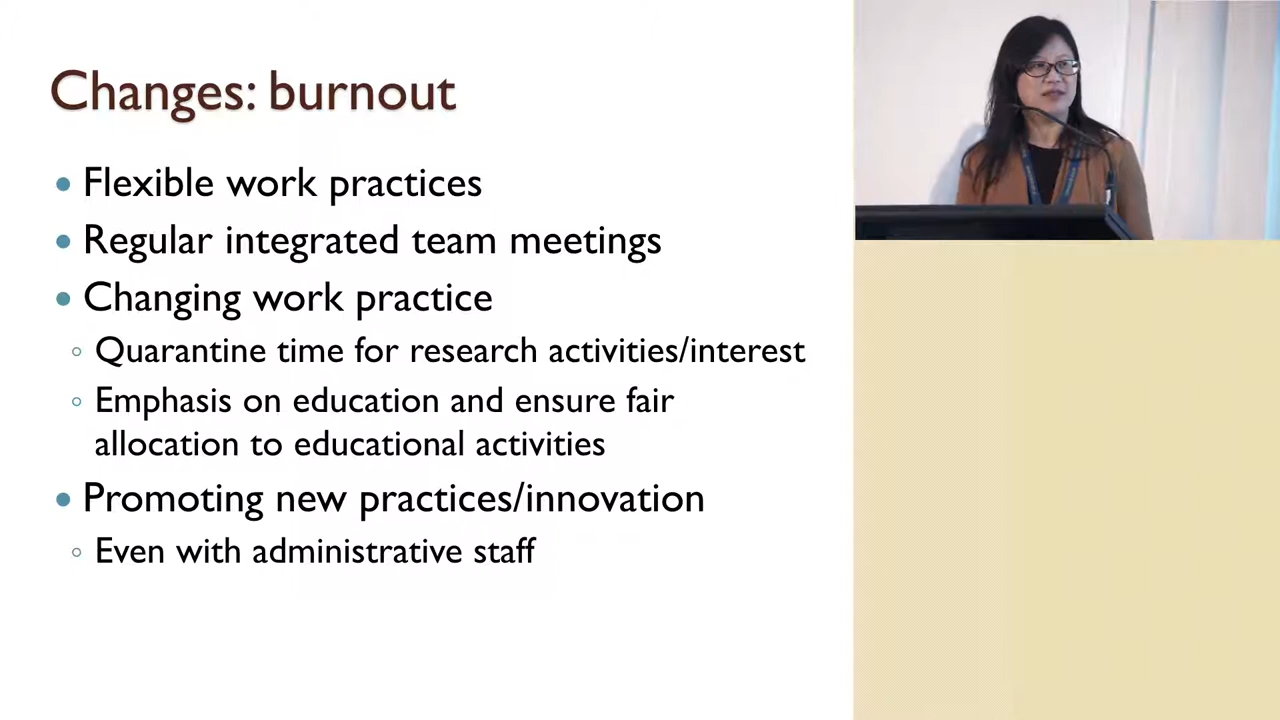 Changes: burnout
• Flexible work practices
• Regular integrated team meetings
• Changing work practice
◦ Quarantine time for research activities/interest
◦ Emphasis on education and ensure fair
allocation to educational activities
• Promoting new practices/innovation
◦ Even with administrative staff